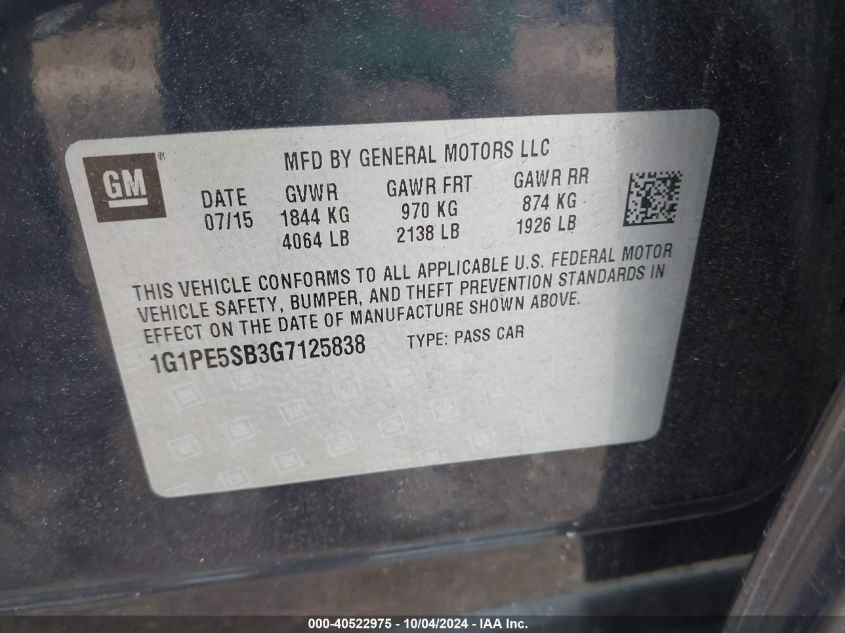 MFD BY GENERAL MOTORS LLC
GM®
DATE GVWR GAWR FRT GAWR RR
07/15 1844 KG 970 KG 874 KG
4064 LB 2138 LB 1926 LB
THIS VEHICLE CONFORMS TO ALL APPLICABLE U.S. FEDERAL MOTOR
VEHICLE SAFETY, BUMPER, AND THEFT PREVENTION STANDARDS IN
EFFECT ON THE DATE OF MANUFACTURE SHOWN ABOVE.
1G1PE5SB3G7125838 TYPE: PASS CAR
000-40522975 - 10/04/2024 - IAA Inc.